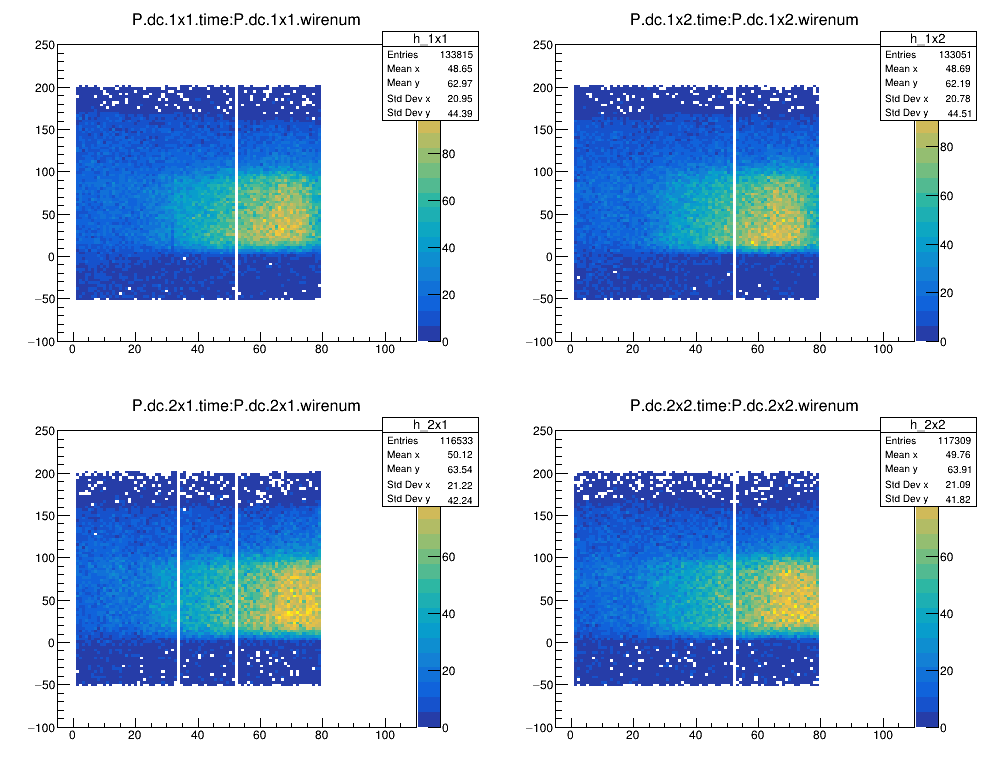 P.dc.1x1.time:P.dc.1x1.wirenum
h_1x1
Entries 133815
Mean x 48.65
Mean y 62.97
Std Dev x 20.95
Std Dev y 44.39
250
200
150
100
50
0
−50
−100
0 20 40 60 80 100
80
60
40
20
0
P.dc.1x2.time:P.dc.1x2.wirenum
h_1x2
Entries 133051
Mean x 48.69
Mean y 62.19
Std Dev x 20.78
Std Dev y 44.51
250
200
150
100
50
0
−50
−100
0 20 40 60 80 100
80
60
40
20
0
P.dc.2x1.time:P.dc.2x1.wirenum
h_2x1
Entries 116533
Mean x 50.12
Mean y 63.54
Std Dev x 21.22
Std Dev y 42.24
250
200
150
100
50
0
−50
−100
0 20 40 60 80 100
60
40
20
0
P.dc.2x2.time:P.dc.2x2.wirenum
h_2x2
Entries 117309
Mean x 49.76
Mean y 63.91
Std Dev x 21.09
Std Dev y 41.82
250
200
150
100
50
0
−50
−100
0 20 40 60 80 100
60
40
20
0